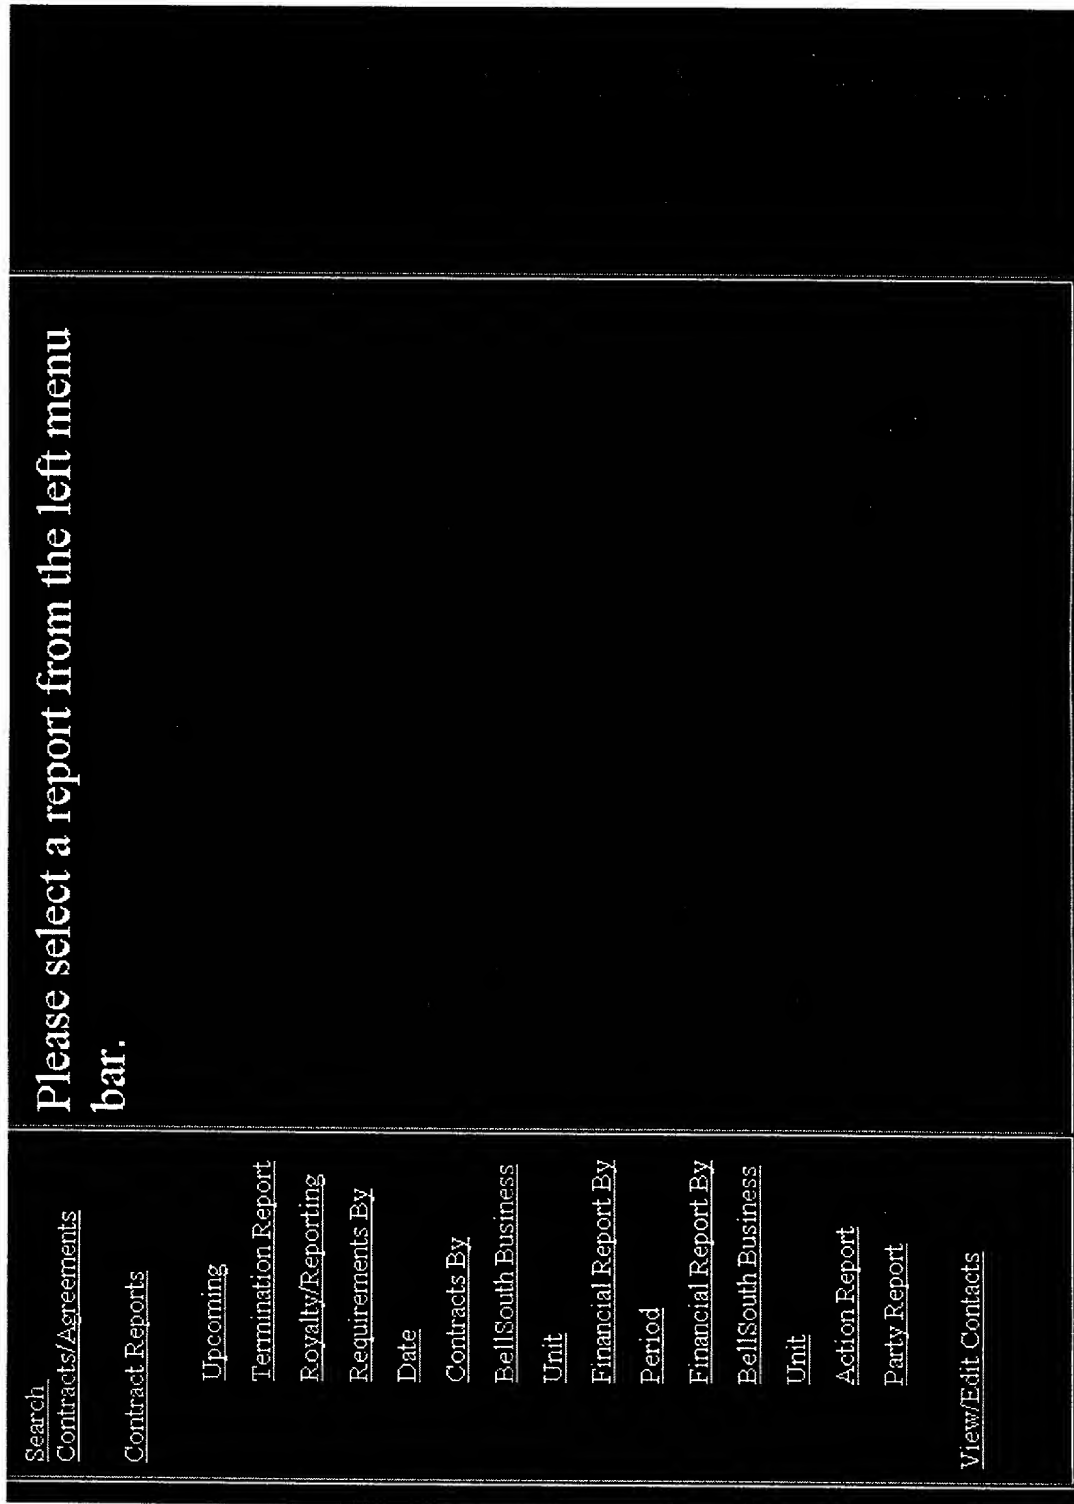 Search
Contracts/Agreements
Contract Reports
Upcoming
Termination Report
Royalty/Reporting
Requirements By
Date
Contracts By
BellSouth Business
Unit
Financial Report By
Period
Financial Report By
BellSouth Business
Unit
Action Report
Party Report
View/Edit Contacts
Please select a report from the left menu
bar.